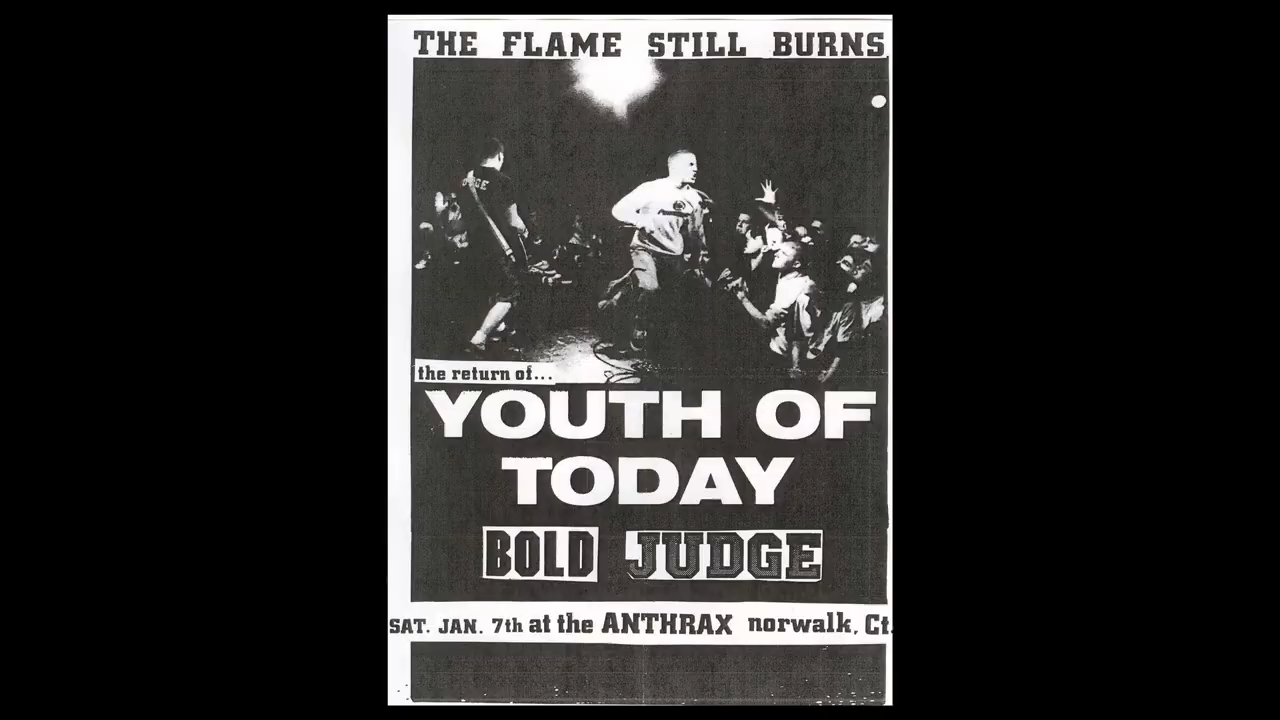 THE FLAME STILL BURNS
the return of...
YOUTH OF
TODAY
BOLD JUDGE
SAT. JAN. 7th at the ANTHRAX norwalk, Ct.